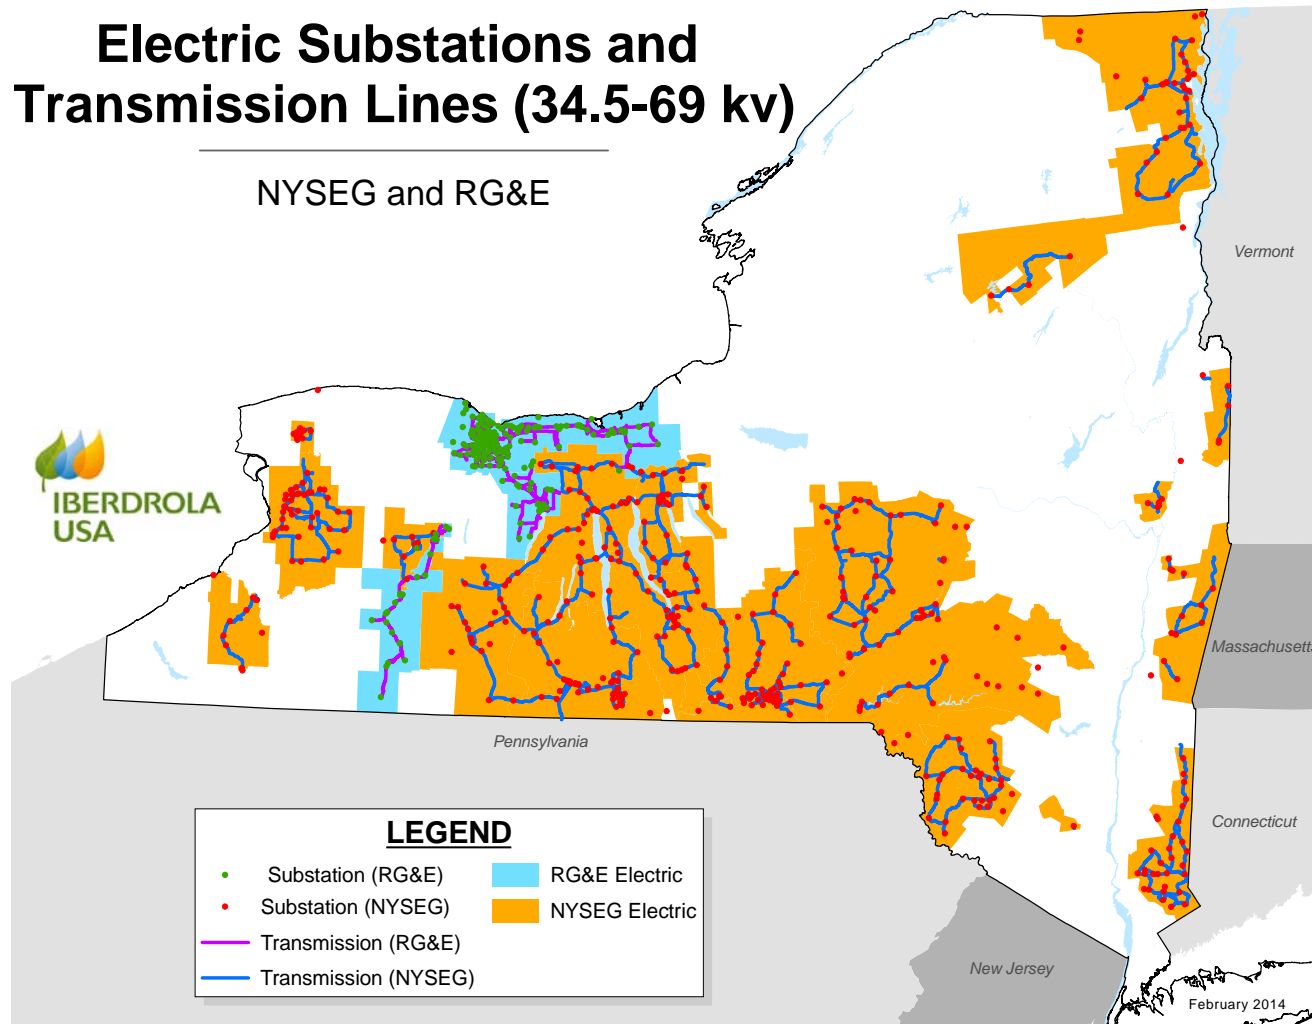 Electric Substations and
Transmission Lines (34.5-69 kv)
NYSEG and RG&E
Vermont
IBERDROLA
USA
Massachusett
Pennsylvania
Connecticut
LEGEND
Substation (RG&E)
RG&E Electric
Substation (NYSEG)
NYSEG Electric
Transmission (RG&E)
Transmission (NYSEG)
New Jersey
February 2014